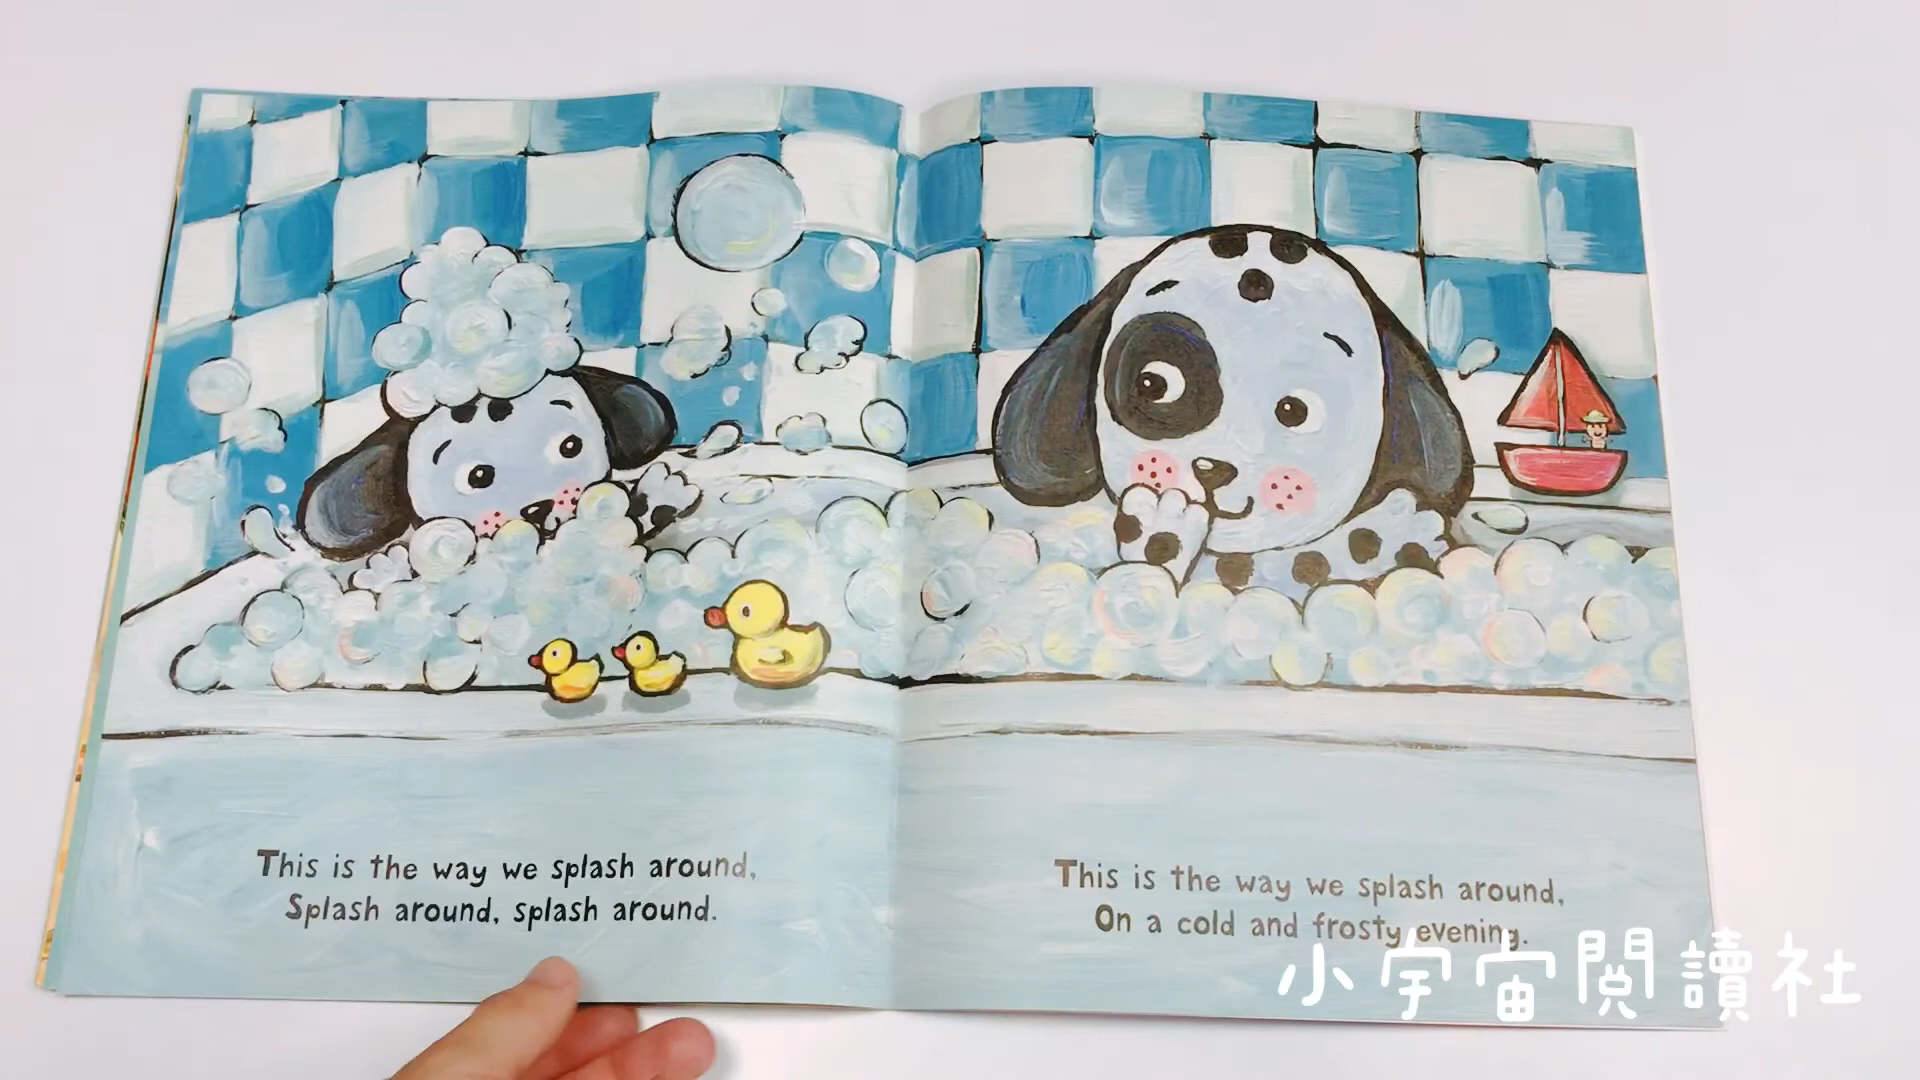 This is the way we splash around,
Splash around, splash around.
This is the way we splash around,
On a cold and frosty evening.
小宇宙閱讀社